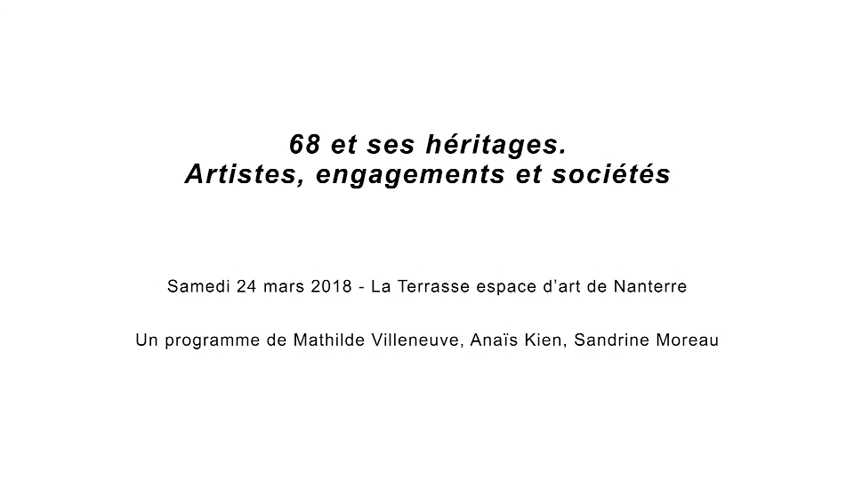 68 et ses héritages.
Artistes, engagements et sociétés
Samedi 24 mars 2018 - La Terrasse espace d’art de Nanterre
Un programme de Mathilde Villeneuve, Anaïs Kien, Sandrine Moreau